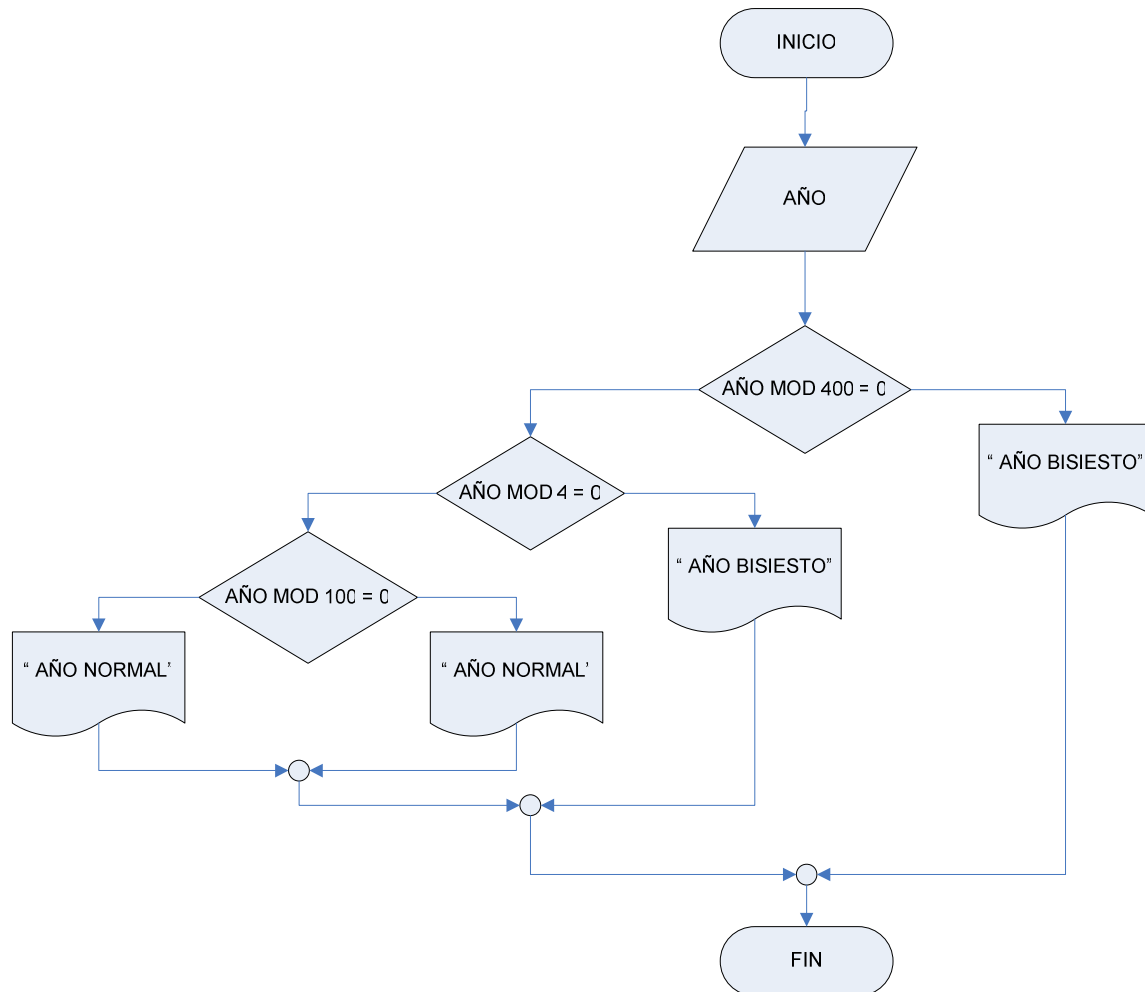 INICIO
AÑO
AÑO MOD 400 = 0
“ AÑO BISIESTO”
AÑO MOD 4 = 0
“ AÑO BISIESTO”
AÑO MOD 100 = 0
“ AÑO NORMAL”
“ AÑO NORMAL’
FIN